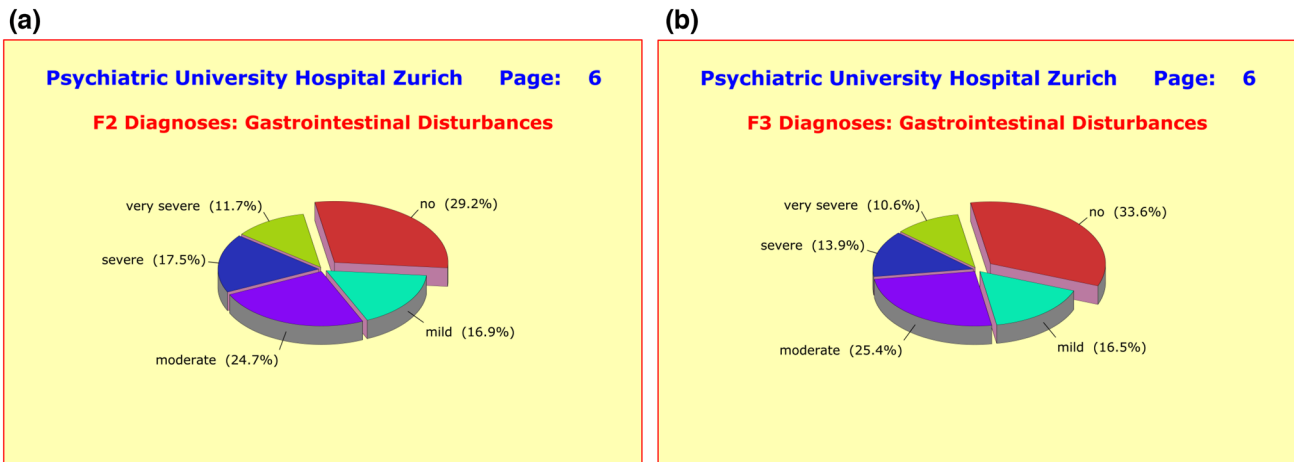 (a)
Psychiatric University Hospital Zurich Page: 6
F2 Diagnoses: Gastrointestinal Disturbances
very severe (11.7%)
no (29.2%)
severe (17.5%)
mild (16.9%)
moderate (24.7%)
(b)
Psychiatric University Hospital Zurich Page: 6
F3 Diagnoses: Gastrointestinal Disturbances
very severe (10.6%)
no (33.6%)
severe (13.9%)
mild (16.5%)
moderate (25.4%)